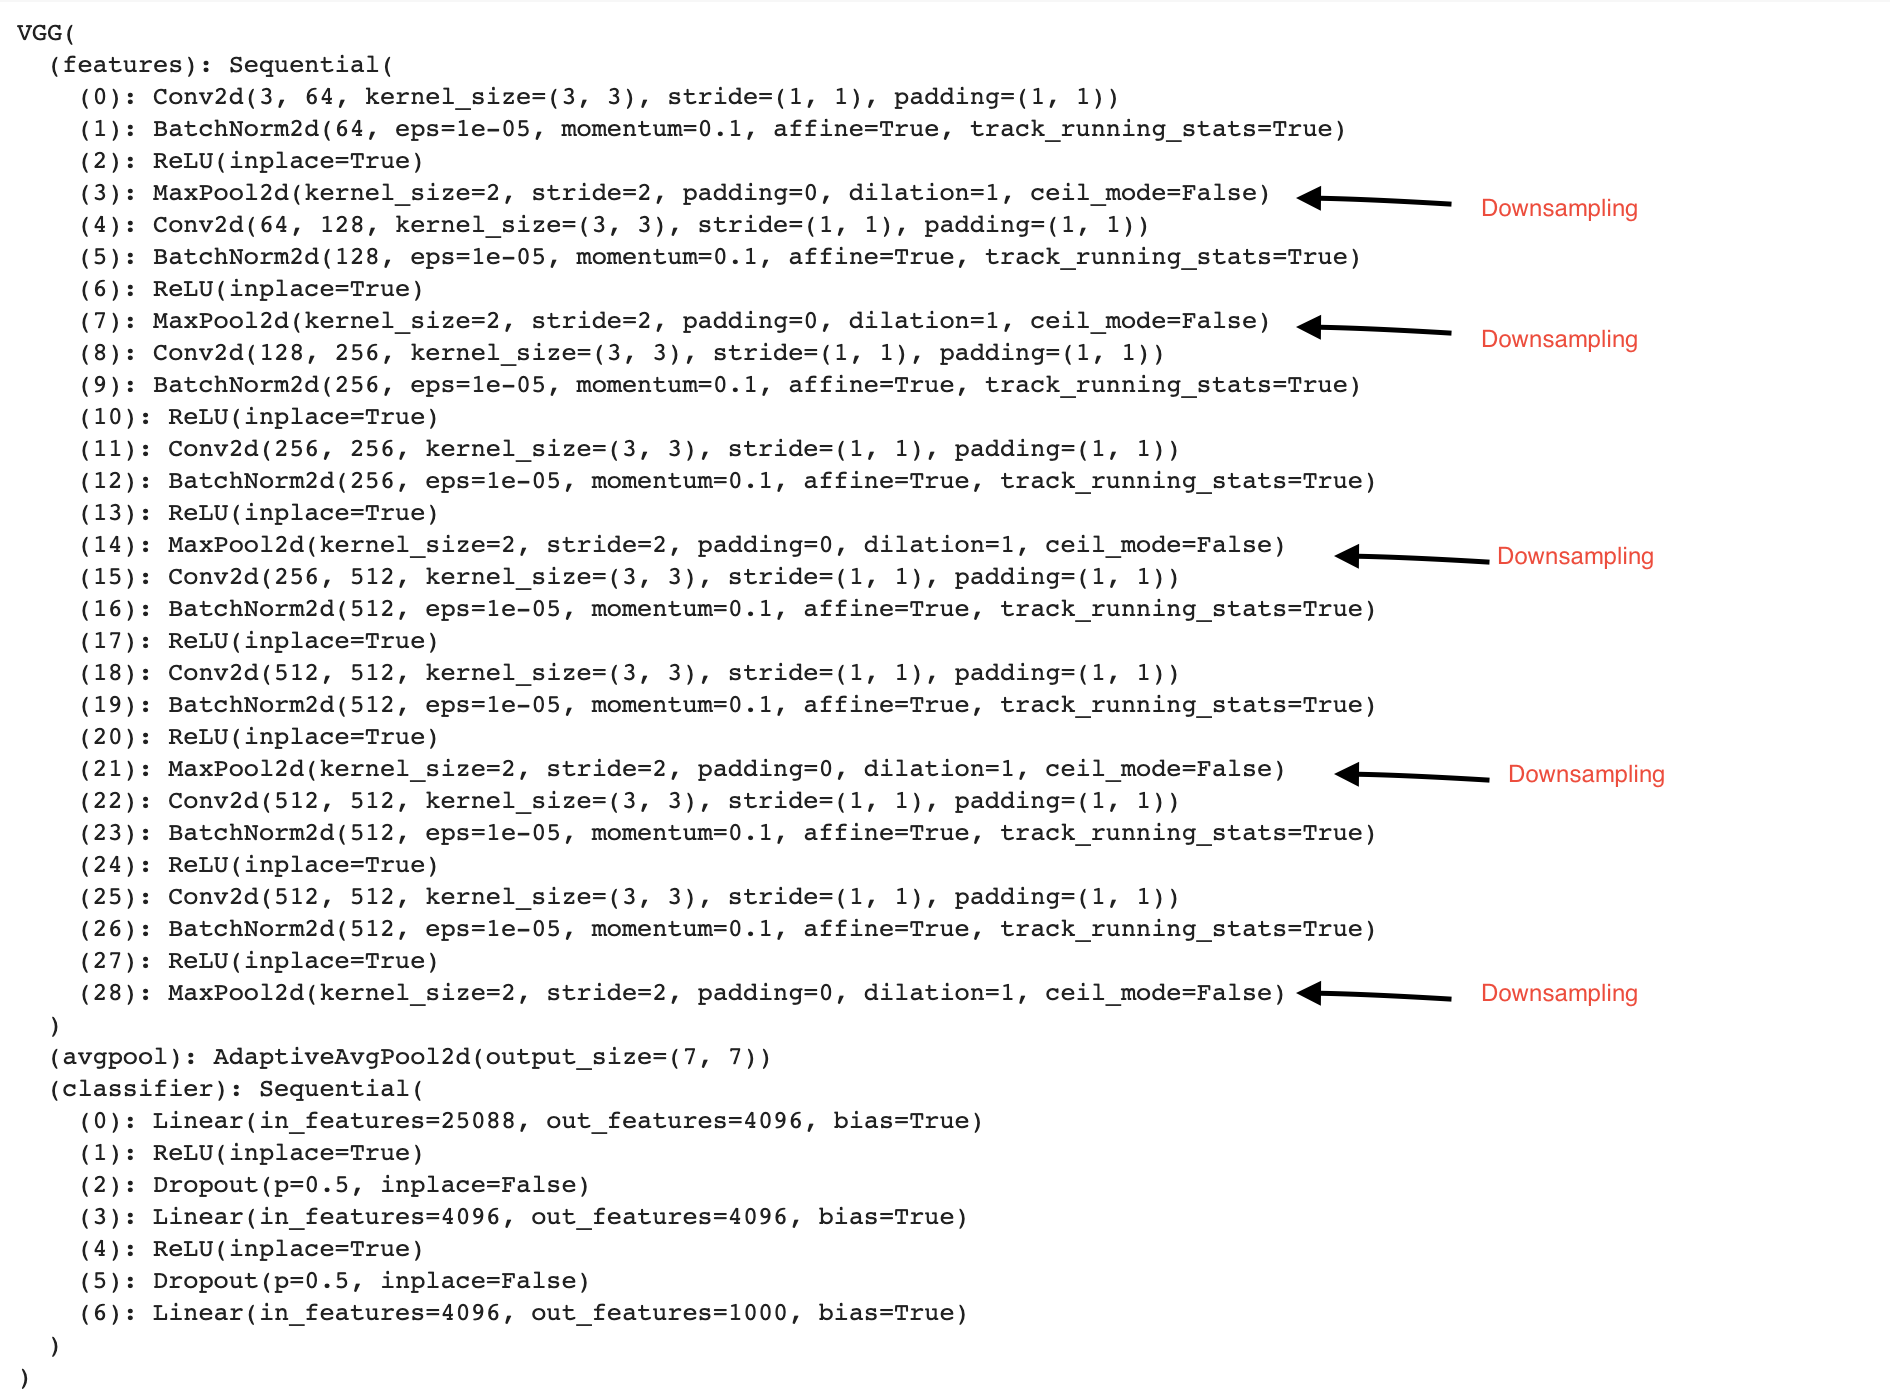 VGG(
  (features): Sequential(
    (0): Conv2d(3, 64, kernel_size=(3, 3), stride=(1, 1), padding=(1, 1))
    (1): BatchNorm2d(64, eps=1e-05, momentum=0.1, affine=True, track_running_stats=True)
    (2): ReLU(inplace=True)
    (3): MaxPool2d(kernel_size=2, stride=2, padding=0, dilation=1, ceil_mode=False) Downsampling
    (4): Conv2d(64, 128, kernel_size=(3, 3), stride=(1, 1), padding=(1, 1))
    (5): BatchNorm2d(128, eps=1e-05, momentum=0.1, affine=True, track_running_stats=True)
    (6): ReLU(inplace=True)
    (7): MaxPool2d(kernel_size=2, stride=2, padding=0, dilation=1, ceil_mode=False) Downsampling
    (8): Conv2d(128, 256, kernel_size=(3, 3), stride=(1, 1), padding=(1, 1))
    (9): BatchNorm2d(256, eps=1e-05, momentum=0.1, affine=True, track_running_stats=True)
    (10): ReLU(inplace=True)
    (11): Conv2d(256, 256, kernel_size=(3, 3), stride=(1, 1), padding=(1, 1))
    (12): BatchNorm2d(256, eps=1e-05, momentum=0.1, affine=True, track_running_stats=True)
    (13): ReLU(inplace=True)
    (14): MaxPool2d(kernel_size=2, stride=2, padding=0, dilation=1, ceil_mode=False) Downsampling
    (15): Conv2d(256, 512, kernel_size=(3, 3), stride=(1, 1), padding=(1, 1))
    (16): BatchNorm2d(512, eps=1e-05, momentum=0.1, affine=True, track_running_stats=True)
    (17): ReLU(inplace=True)
    (18): Conv2d(512, 512, kernel_size=(3, 3), stride=(1, 1), padding=(1, 1))
    (19): BatchNorm2d(512, eps=1e-05, momentum=0.1, affine=True, track_running_stats=True)
    (20): ReLU(inplace=True)
    (21): MaxPool2d(kernel_size=2, stride=2, padding=0, dilation=1, ceil_mode=False) Downsampling
    (22): Conv2d(512, 512, kernel_size=(3, 3), stride=(1, 1), padding=(1, 1))
    (23): BatchNorm2d(512, eps=1e-05, momentum=0.1, affine=True, track_running_stats=True)
    (24): ReLU(inplace=True)
    (25): Conv2d(512, 512, kernel_size=(3, 3), stride=(1, 1), padding=(1, 1))
    (26): BatchNorm2d(512, eps=1e-05, momentum=0.1, affine=True, track_running_stats=True)
    (27): ReLU(inplace=True)
    (28): MaxPool2d(kernel_size=2, stride=2, padding=0, dilation=1, ceil_mode=False) Downsampling
  )
  (avgpool): AdaptiveAvgPool2d(output_size=(7, 7))
  (classifier): Sequential(
    (0): Linear(in_features=25088, out_features=4096, bias=True)
    (1): ReLU(inplace=True)
    (2): Dropout(p=0.5, inplace=False)
    (3): Linear(in_features=4096, out_features=4096, bias=True)
    (4): ReLU(inplace=True)
    (5): Dropout(p=0.5, inplace=False)
    (6): Linear(in_features=4096, out_features=1000, bias=True)
  )
)